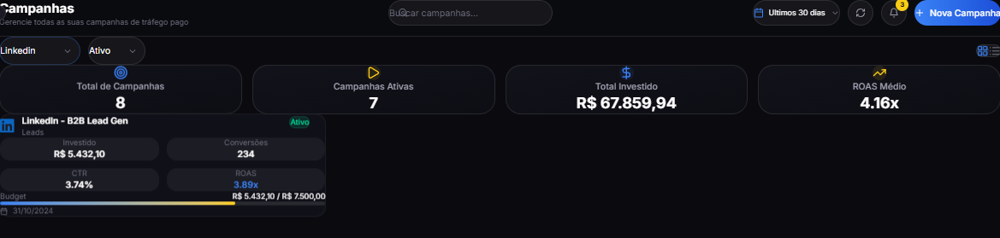 Campanhas
Gerencie todas as suas campanhas de tráfego pago
Buscar campanhas...
Ultimos 30 dias
3
+ Nova Campanha
Linkedin
Ativo
Total de Campanhas
8
Campanhas Ativas
7
Total Investido
R$ 67.859,94
ROAS Médio
4.16x
in
LinkedIn - B2B Lead Gen
Ativo
Leads
Investido
R$ 5.432,10
Conversões
234
CTR
3.74%
ROAS
3.89x
Budget
R$ 5.432,10 / R$ 7.500,00
31/10/2024